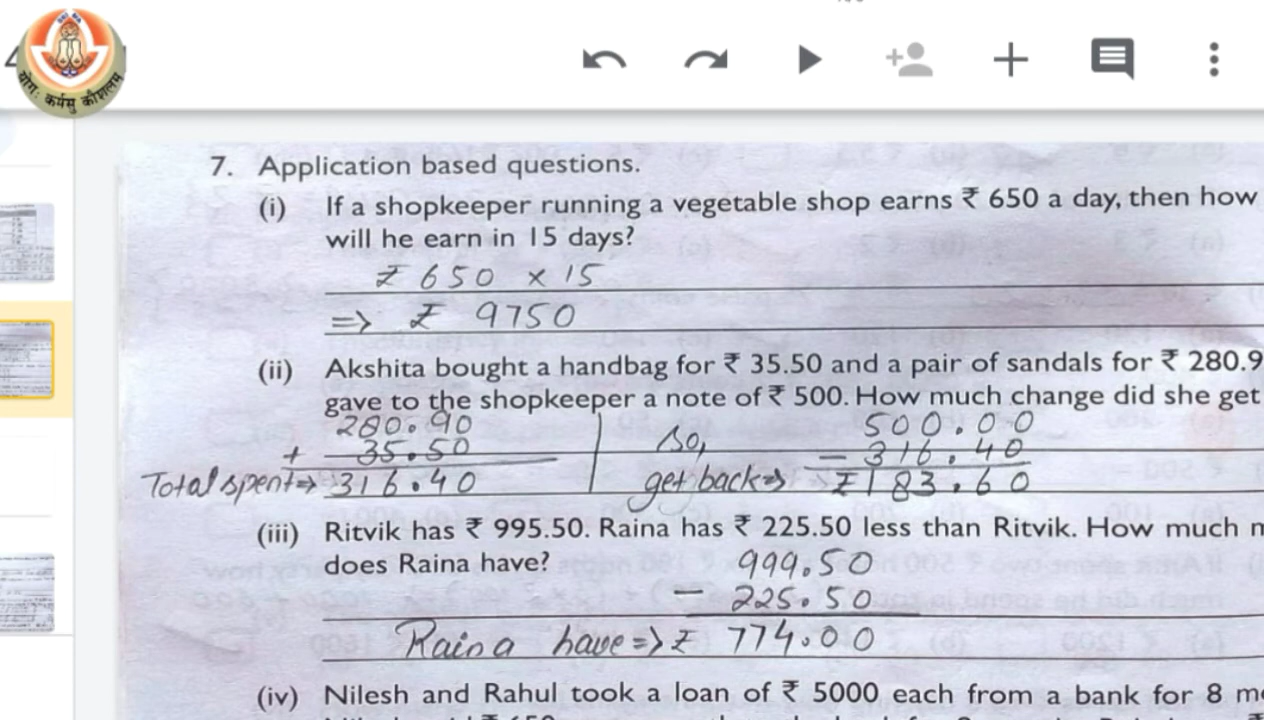 योगः कर्मसु कौशलम्
7. Application based questions.
(i) If a shopkeeper running a vegetable shop earns ₹ 650 a day, then how
will he earn in 15 days?
₹ 650 × 15
=> ₹ 9750
(ii) Akshita bought a handbag for ₹ 35.50 and a pair of sandals for ₹ 280.9
gave to the shopkeeper a note of ₹ 500. How much change did she get
280.90 So, 500.00
+ 35.50 - 316.40
Total spent⇒ 316.40 get back⇒ ₹183.60
(iii) Ritvik has ₹ 995.50. Raina has ₹ 225.50 less than Ritvik. How much m
does Raina have? 999.50
- 225.50
Raina have => ₹ 774.00
(iv) Nilesh and Rahul took a loan of ₹ 5000 each from a bank for 8 m